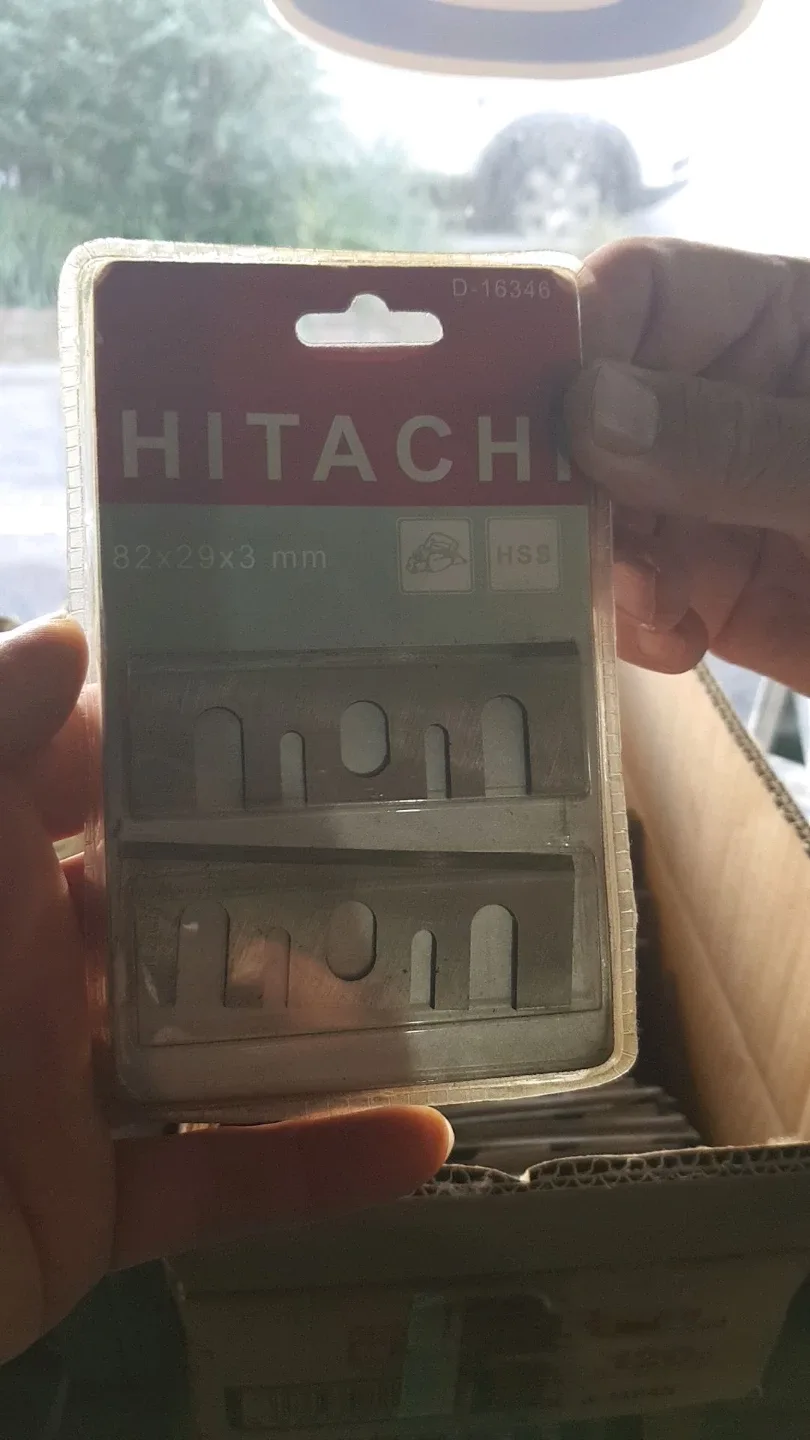 D-16346
HITACHI
82x29x3 mm
HSS